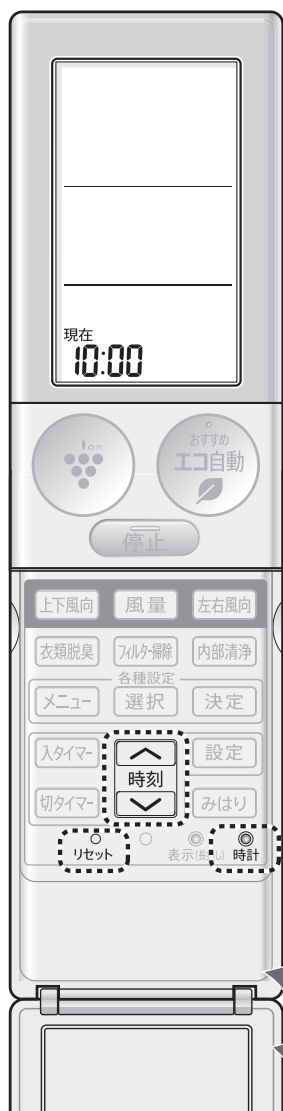 現在
10:00
ion
おすすめ
エコ自動
停止
上下風向 風量 左右風向
衣類脱臭 フィルター掃除 内部清浄
各種設定
メニュー 選択 決定
入タイマー 設定
時刻
切タイマー みはり
リセット 表示(長押し) 時計